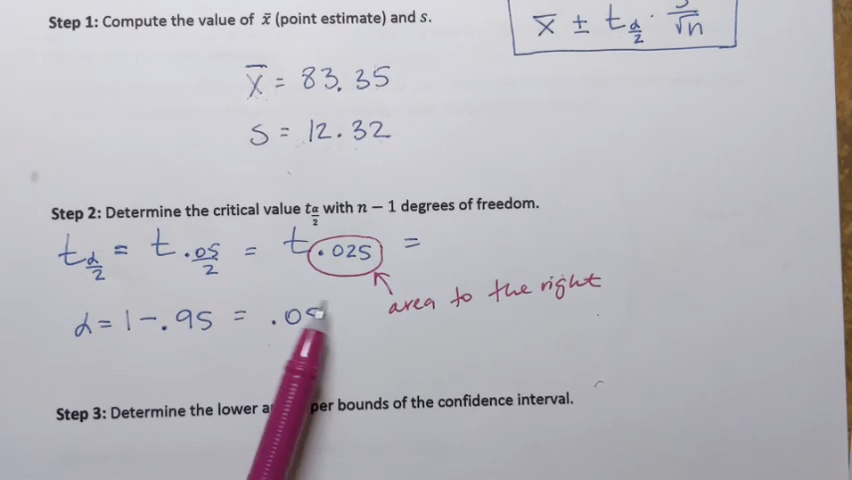 Step 1: Compute the value of x̄ (point estimate) and s.
x̄ ± t α/2 · s/√n
x̄ = 83.35
s = 12.32
Step 2: Determine the critical value t α/2 with n − 1 degrees of freedom.
t α/2 = t .05/2 = t .025 =
area to the right
α = 1 − .95 = .05
Step 3: Determine the lower a per bounds of the confidence interval.